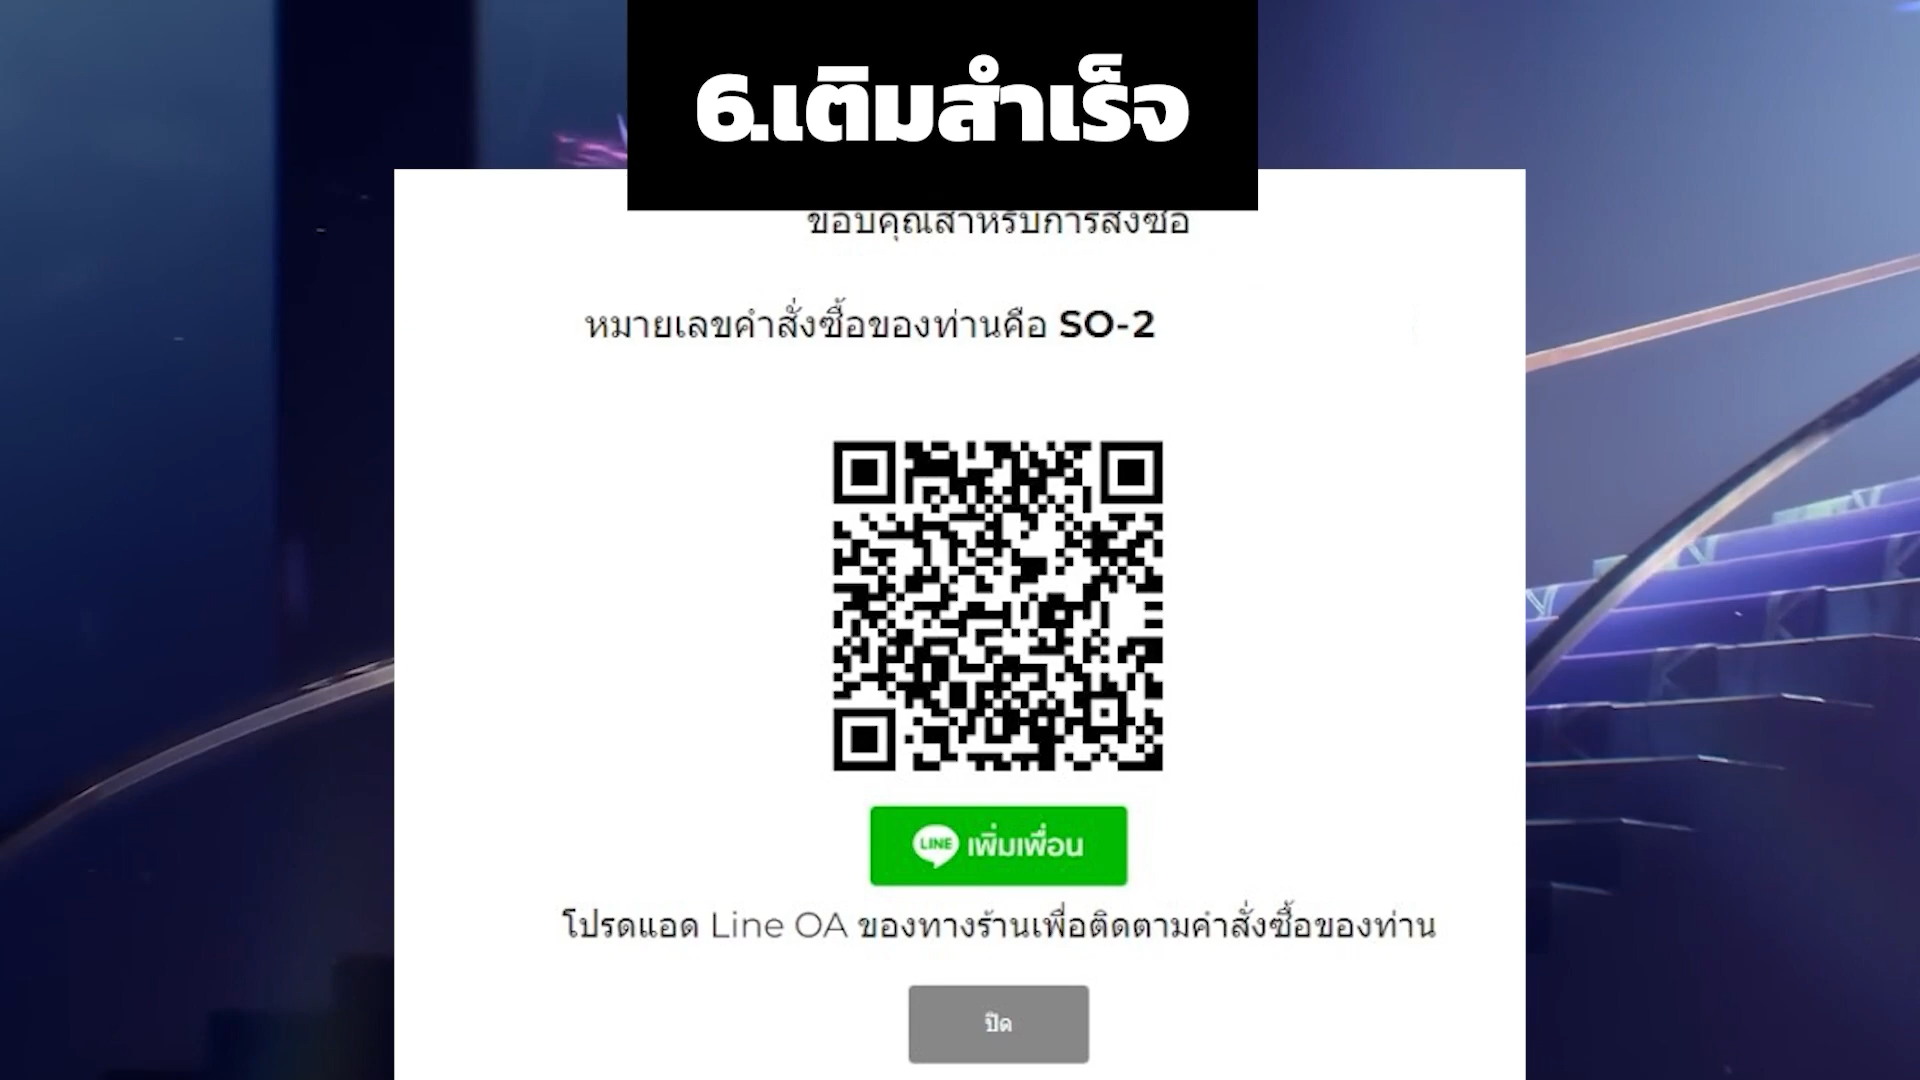 6.เติมสำเร็จ
ขอบคุณสำหรับการสั่งซื้อ
หมายเลขคำสั่งซื้อของท่านคือ SO-2
LINE เพิ่มเพื่อน
โปรดแอด Line OA ของทางร้านเพื่อติดตามคำสั่งซื้อของท่าน
ปิด